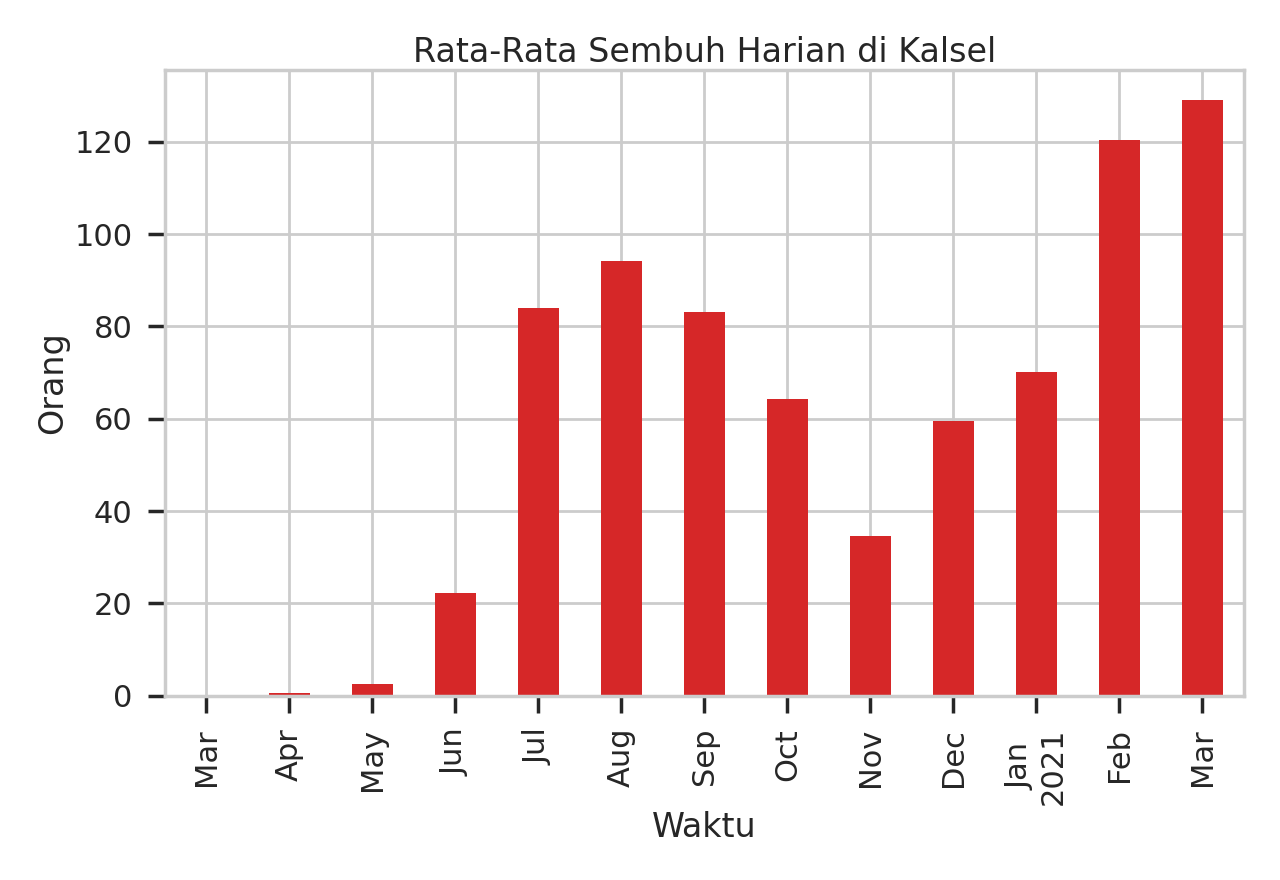 Rata-Rata Sembuh Harian di Kalsel
Orang
120
100
80
60
40
20
0
Mar
Apr
May
Jun
Jul
Aug
Sep
Oct
Nov
Dec
Jan
2021
Feb
Mar
Waktu